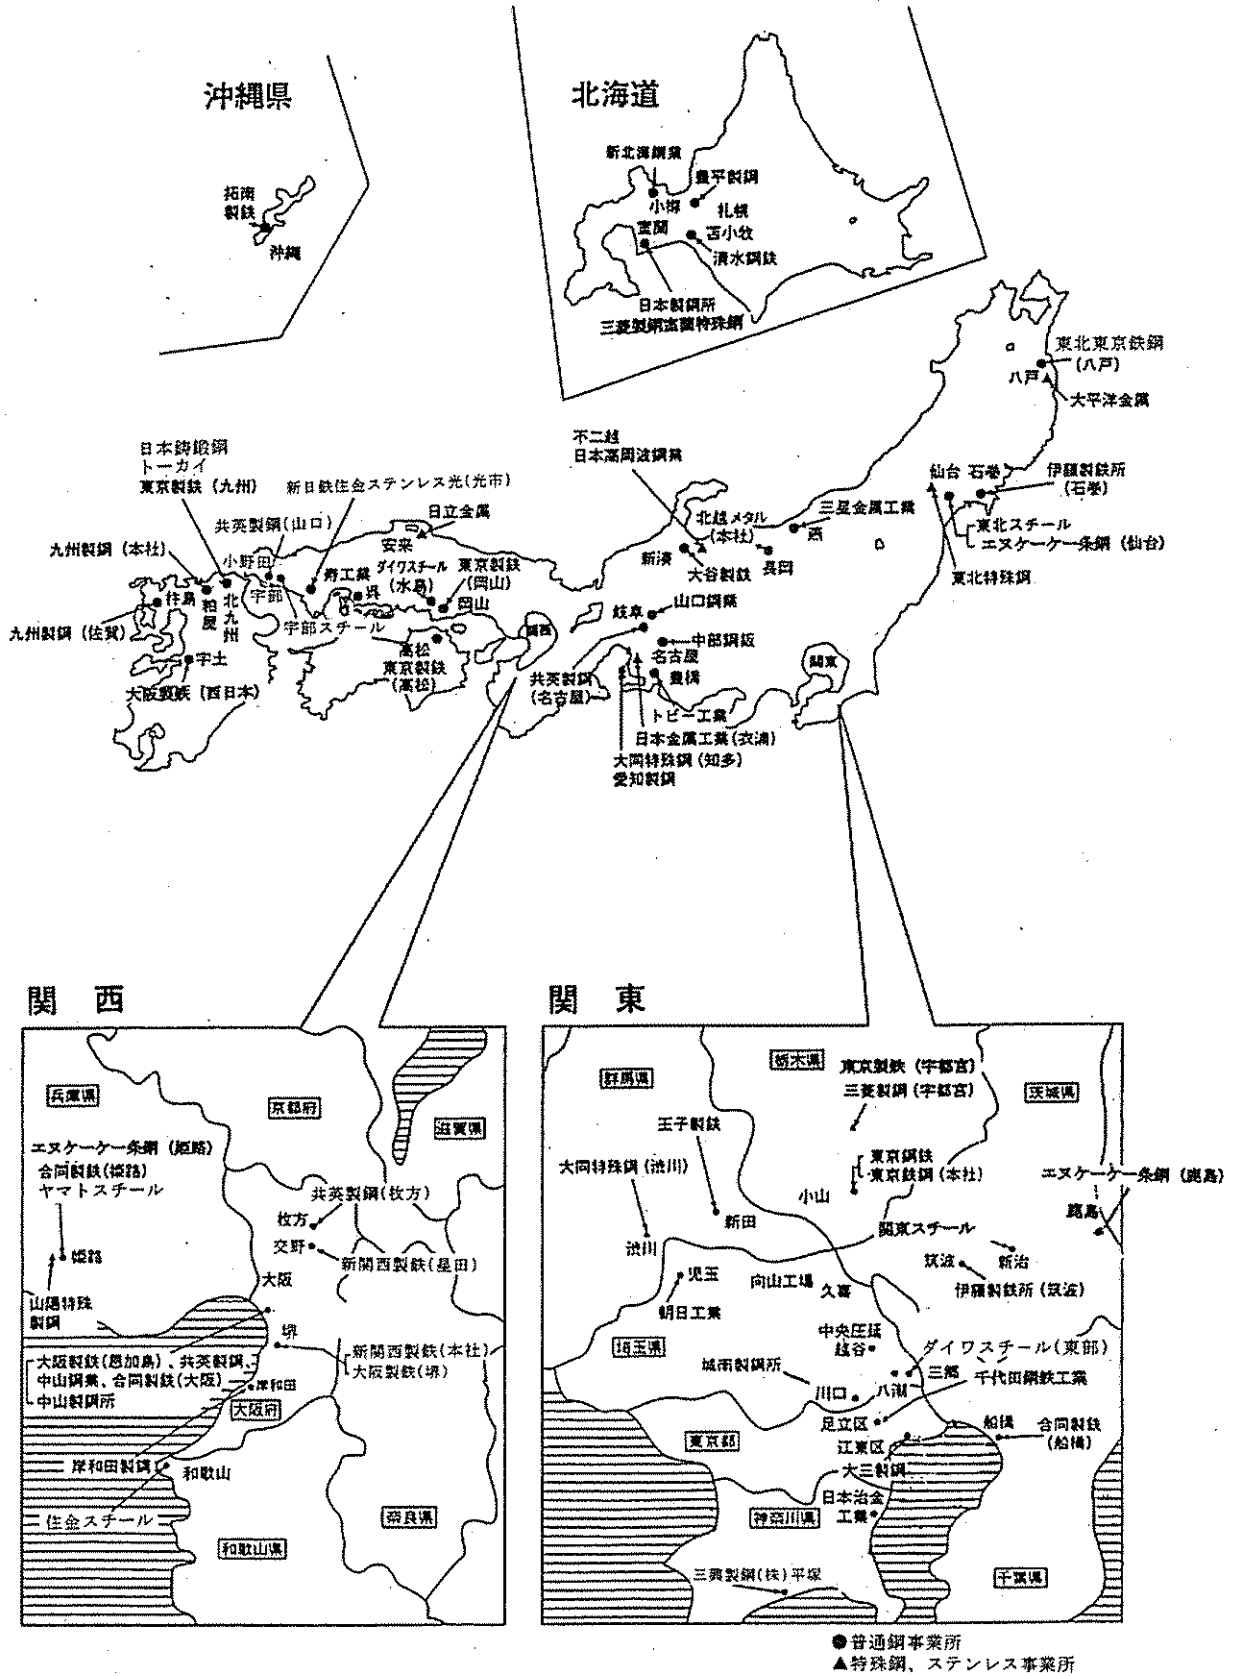 沖縄県
拓南
製鉄
沖縄
北海道
新北海鋼業
豊平製鋼
小樽
札幌
室蘭
苫小牧
清水鋼鉄
日本製鋼所
三菱製鋼室蘭特殊鋼
東北東京鉄鋼
(八戸)
八戸
大平洋金属
不二越
日本高周波鋼業
仙台 石巻
伊藤製鉄所
(石巻)
東北スチール
エヌケーケー条鋼 (仙台)
東北特殊鋼
三星金属工業
北越メタル
(本社)
新湊
大谷製鉄
長岡
日本鋳鍛鋼
トーカイ
東京製鉄 (九州)
新日鉄住金ステンレス光(光市)
共英製鋼(山口)
日立金属
安来
九州製鋼 (本社)
小野田
寿工業
ダイワスチール
(水島)
東京製鉄
(岡山)
杵島
粕屋
北九州
宇部
呉
岡山
九州製鋼 (佐賀)
宇部スチール
宇土
大阪製鉄 (西日本)
高松
東京製鉄
(高松)
関西
岐阜
山口鋼業
中部鋼鈑
名古屋
共英製鋼
(名古屋)
豊橋
関東
トピー工業
日本金属工業(衣浦)
大同特殊鋼 (知多)
愛知製鋼
関 西
兵庫県
京都府
滋賀県
エヌケーケー条鋼 (姫路)
合同製鉄(姫路)
ヤマトスチール
共英製鋼(枚方)
枚方
交野
新関西製鉄(星田)
姫路
大阪
山陽特殊
製鋼
堺
新関西製鉄(本社)
大阪製鉄(堺)
大阪製鉄(恩加島)、共英製鋼、
中山鋼業、合同製鉄(大阪)
中山製鋼所
岸和田
大阪府
岸和田製鋼
和歌山
住金スチール
和歌山県
奈良県
関 東
群馬県
栃木県
東京製鉄 (宇都宮)
三菱製鋼 (宇都宮)
茨城県
王子製鉄
東京鋼鉄
東京鉄鋼 (本社)
大同特殊鋼 (渋川)
小山
エヌケーケー条鋼 (鹿島)
新田
鹿島
渋川
関東スチール
筑波
新治
児玉
向山工場
久喜
伊藤製鉄所 (筑波)
朝日工業
中央圧延
越谷
ダイワスチール(東部)
埼玉県
城南製鋼所
三郷
千代田鋼鉄工業
川口
八潮
足立区
船橋
合同製鉄
(船橋)
東京都
江東区
大三製鋼
日本冶金
工業
神奈川県
三興製鋼(株)平塚
千葉県
●普通鋼事業所
▲特殊鋼、ステンレス事業所